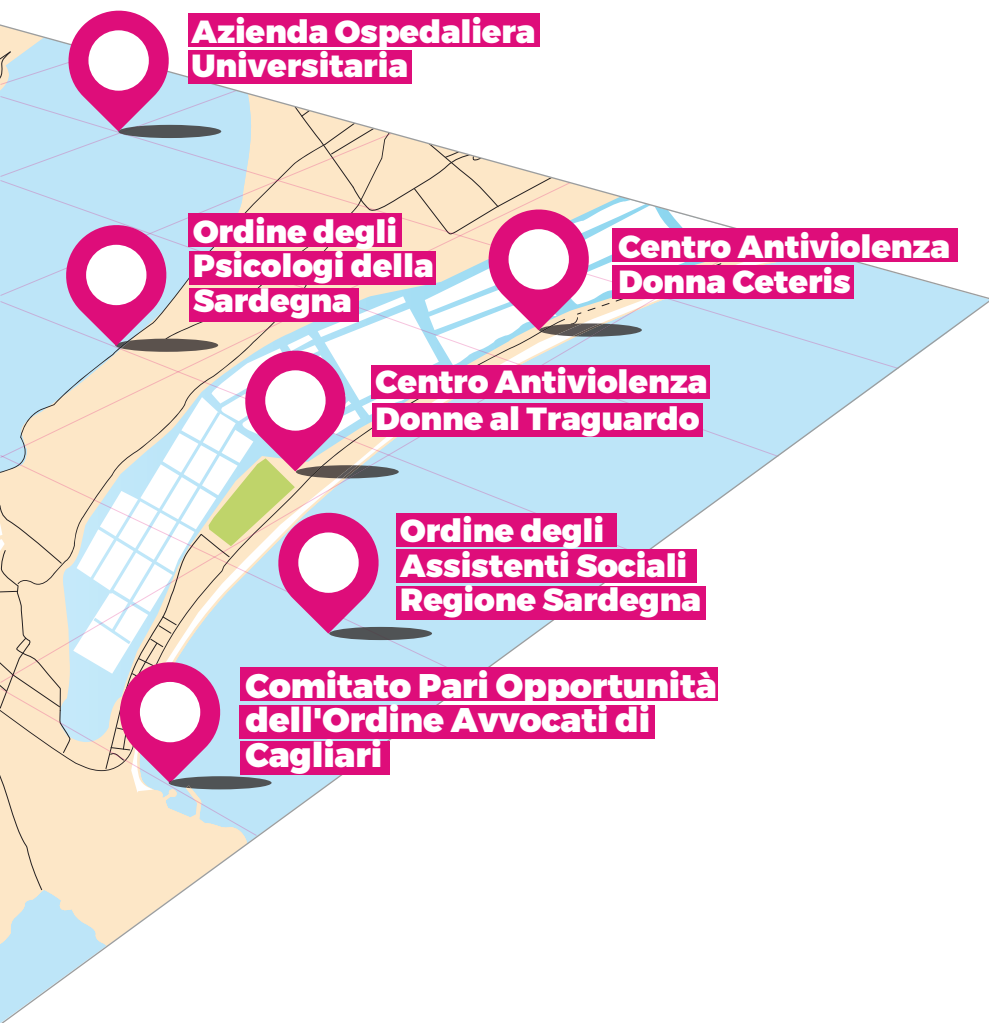 Azienda Ospedaliera
Universitaria
Ordine degli
Psicologi della
Sardegna
Centro Antiviolenza
Donna Ceteris
Centro Antiviolenza
Donne al Traguardo
Ordine degli
Assistenti Sociali
Regione Sardegna
Comitato Pari Opportunità
dell'Ordine Avvocati di
Cagliari